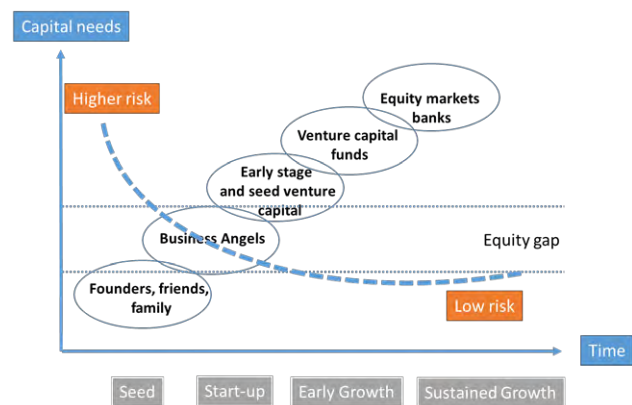 Capital needs
Higher risk
Equity markets
banks
Venture capital
funds
Early stage
and seed venture
capital
Business Angels
Equity gap
Founders, friends,
family
Low risk
Time
Seed
Start-up
Early Growth
Sustained Growth